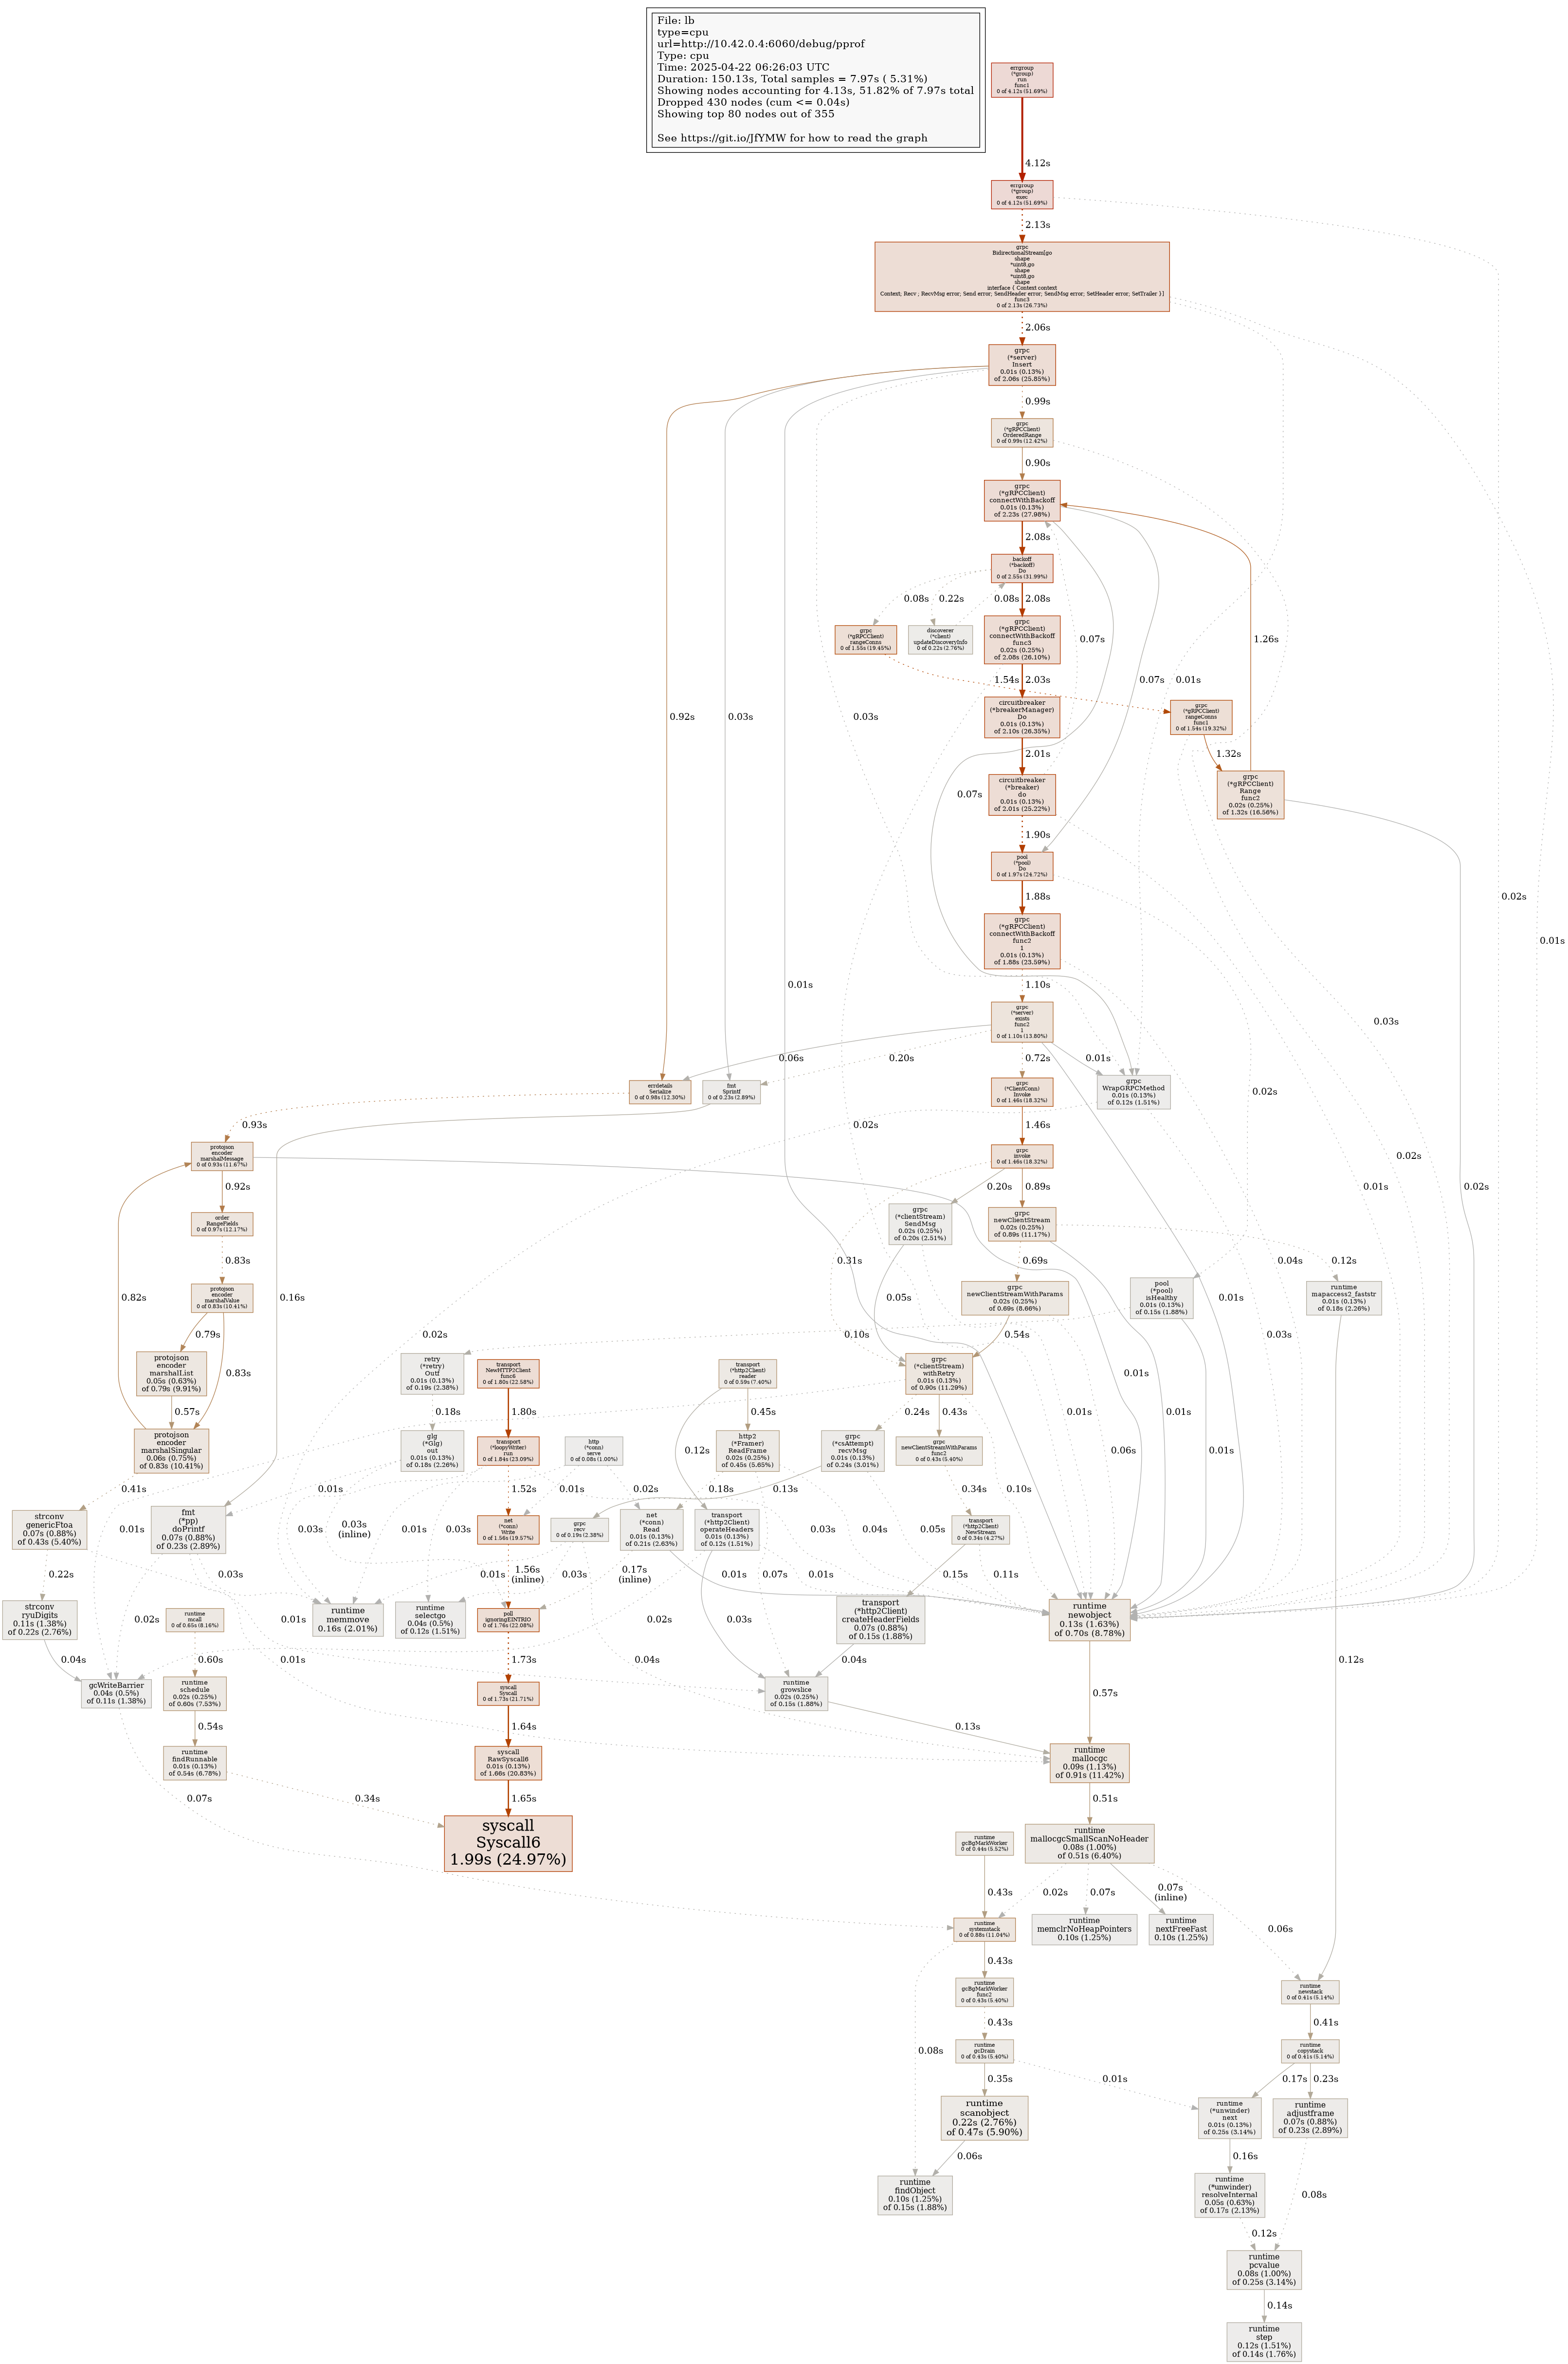 File: lb
type=cpu
url=http://10.42.0.4:6060/debug/pprof
Type: cpu
Time: 2025-04-22 06:26:03 UTC
Duration: 150.13s, Total samples = 7.97s ( 5.31%)
Showing nodes accounting for 4.13s, 51.82% of 7.97s total
Dropped 430 nodes (cum <= 0.04s)
Showing top 80 nodes out of 355
See https://git.io/JfYMW for how to read the graph
errgroup
(*group)
run
func1
0 of 4.12s (51.69%)
4.12s
errgroup
(*group)
exec
0 of 4.12s (51.69%)
2.13s
grpc
BidirectionalStream[go
shape
*uint8,go
shape
*uint8,go
shape
interface { Context context
Context; Recv ; RecvMsg error; Send error; SendHeader error; SendMsg error; SetHeader error; SetTrailer }]
func3
0 of 2.13s (26.73%)
2.06s
grpc
(*server)
Insert
0.01s (0.13%)
of 2.06s (25.85%)
0.99s
grpc
(*gRPCClient)
OrderedRange
0 of 0.99s (12.42%)
0.90s
grpc
(*gRPCClient)
connectWithBackoff
0.01s (0.13%)
of 2.23s (27.98%)
2.08s
backoff
(*backoff)
Do
0 of 2.55s (31.99%)
0.08s
0.22s
0.08s
2.08s
grpc
(*gRPCClient)
rangeConns
0 of 1.55s (19.45%)
discoverer
(*client)
updateDiscoveryInfo
0 of 0.22s (2.76%)
grpc
(*gRPCClient)
connectWithBackoff
func3
0.02s (0.25%)
of 2.08s (26.10%)
0.07s
1.26s
1.54s
2.03s
0.07s
0.01s
circuitbreaker
(*breakerManager)
Do
0.01s (0.13%)
of 2.10s (26.35%)
grpc
(*gRPCClient)
rangeConns
func1
0 of 1.54s (19.32%)
0.92s
0.03s
0.03s
2.01s
1.32s
circuitbreaker
(*breaker)
do
0.01s (0.13%)
of 2.01s (25.22%)
grpc
(*gRPCClient)
Range
func2
0.02s (0.25%)
of 1.32s (16.56%)
0.07s
1.90s
pool
(*pool)
Do
0 of 1.97s (24.72%)
1.88s
0.02s
0.01s
grpc
(*gRPCClient)
connectWithBackoff
func2
1
0.01s (0.13%)
of 1.88s (23.59%)
0.01s
1.10s
grpc
(*server)
exists
func2
1
0 of 1.10s (13.80%)
0.03s
0.06s
0.20s
0.72s
0.01s
errdetails
Serialize
0 of 0.98s (12.30%)
fmt
Sprintf
0 of 0.23s (2.89%)
grpc
(*ClientConn)
Invoke
0 of 1.46s (18.32%)
grpc
WrapGRPCMethod
0.01s (0.13%)
of 0.12s (1.51%)
0.02s
0.93s
0.02s
1.46s
protojson
encoder
marshalMessage
0 of 0.93s (11.67%)
grpc
invoke
0 of 1.46s (18.32%)
0.02s
0.92s
0.20s
0.89s
0.01s
0.02s
order
RangeFields
0 of 0.97s (12.17%)
grpc
(*clientStream)
SendMsg
0.02s (0.25%)
of 0.20s (2.51%)
grpc
newClientStream
0.02s (0.25%)
of 0.89s (11.17%)
0.83s
0.31s
0.69s
0.12s
0.04s
protojson
encoder
marshalValue
0 of 0.83s (10.41%)
grpc
newClientStreamWithParams
0.02s (0.25%)
of 0.69s (8.66%)
pool
(*pool)
isHealthy
0.01s (0.13%)
of 0.15s (1.88%)
runtime
mapaccess2_faststr
0.01s (0.13%)
of 0.18s (2.26%)
0.82s
0.16s
0.05s
0.01s
0.79s
0.02s
0.10s
0.54s
0.03s
protojson
encoder
marshalList
0.05s (0.63%)
of 0.79s (9.91%)
0.83s
retry
(*retry)
Outf
0.01s (0.13%)
of 0.19s (2.38%)
transport
NewHTTP2Client
func6
0 of 1.80s (22.58%)
transport
(*http2Client)
reader
0 of 0.59s (7.40%)
grpc
(*clientStream)
withRetry
0.01s (0.13%)
of 0.90s (11.29%)
0.01s
0.57s
0.18s
1.80s
0.45s
0.24s
0.43s
0.01s
0.01s
protojson
encoder
marshalSingular
0.06s (0.75%)
of 0.83s (10.41%)
glg
(*Glg)
out
0.01s (0.13%)
of 0.18s (2.26%)
transport
(*loopyWriter)
run
0 of 1.84s (23.09%)
http
(*conn)
serve
0 of 0.08s (1.00%)
0.12s
http2
(*Framer)
ReadFrame
0.02s (0.25%)
of 0.45s (5.65%)
grpc
(*csAttempt)
recvMsg
0.01s (0.13%)
of 0.24s (3.01%)
grpc
newClientStreamWithParams
func2
0 of 0.43s (5.40%)
0.06s
0.01s
0.41s
0.01s
1.52s
0.01s
0.02s
0.18s
0.13s
0.34s
0.10s
strconv
genericFtoa
0.07s (0.88%)
of 0.43s (5.40%)
fmt
(*pp)
doPrintf
0.07s (0.88%)
of 0.23s (2.89%)
0.01s
0.03s
0.03s
(inline)
0.01s
0.03s
net
(*conn)
Write
0 of 1.56s (19.57%)
grpc
recv
0 of 0.19s (2.38%)
net
(*conn)
Read
0.01s (0.13%)
of 0.21s (2.63%)
transport
(*http2Client)
operateHeaders
0.01s (0.13%)
of 0.12s (1.51%)
0.03s
0.04s
0.05s
transport
(*http2Client)
NewStream
0 of 0.34s (4.27%)
0.22s
0.03s
0.01s
1.56s
(inline)
0.03s
0.17s
(inline)
0.01s
0.07s
0.01s
0.15s
0.11s
strconv
ryuDigits
0.11s (1.38%)
of 0.22s (2.76%)
runtime
mcall
0 of 0.65s (8.16%)
0.02s
0.01s
runtime
memmove
0.16s (2.01%)
runtime
selectgo
0.04s (0.5%)
of 0.12s (1.51%)
poll
ignoringEINTRIO
0 of 1.76s (22.08%)
0.02s
0.03s
transport
(*http2Client)
createHeaderFields
0.07s (0.88%)
of 0.15s (1.88%)
runtime
newobject
0.13s (1.63%)
of 0.70s (8.78%)
0.04s
0.60s
0.01s
1.73s
0.04s
0.04s
0.12s
gcWriteBarrier
0.04s (0.5%)
of 0.11s (1.38%)
runtime
schedule
0.02s (0.25%)
of 0.60s (7.53%)
syscall
Syscall
0 of 1.73s (21.71%)
runtime
growslice
0.02s (0.25%)
of 0.15s (1.88%)
0.57s
0.54s
1.64s
0.13s
runtime
findRunnable
0.01s (0.13%)
of 0.54s (6.78%)
syscall
RawSyscall6
0.01s (0.13%)
of 1.66s (20.83%)
runtime
mallocgc
0.09s (1.13%)
of 0.91s (11.42%)
0.07s
0.34s
1.65s
0.51s
syscall
Syscall6
1.99s (24.97%)
runtime
gcBgMarkWorker
0 of 0.44s (5.52%)
runtime
mallocgcSmallScanNoHeader
0.08s (1.00%)
of 0.51s (6.40%)
0.43s
0.02s
0.07s
0.07s
(inline)
0.06s
runtime
systemstack
0 of 0.88s (11.04%)
runtime
memclrNoHeapPointers
0.10s (1.25%)
runtime
nextFreeFast
0.10s (1.25%)
0.43s
runtime
gcBgMarkWorker
func2
0 of 0.43s (5.40%)
runtime
newstack
0 of 0.41s (5.14%)
0.43s
0.41s
0.08s
runtime
gcDrain
0 of 0.43s (5.40%)
runtime
copystack
0 of 0.41s (5.14%)
0.35s
0.01s
0.17s
0.23s
runtime
scanobject
0.22s (2.76%)
of 0.47s (5.90%)
runtime
(*unwinder)
next
0.01s (0.13%)
of 0.25s (3.14%)
runtime
adjustframe
0.07s (0.88%)
of 0.23s (2.89%)
0.06s
0.16s
runtime
findObject
0.10s (1.25%)
of 0.15s (1.88%)
runtime
(*unwinder)
resolveInternal
0.05s (0.63%)
of 0.17s (2.13%)
0.08s
0.12s
runtime
pcvalue
0.08s (1.00%)
of 0.25s (3.14%)
0.14s
runtime
step
0.12s (1.51%)
of 0.14s (1.76%)